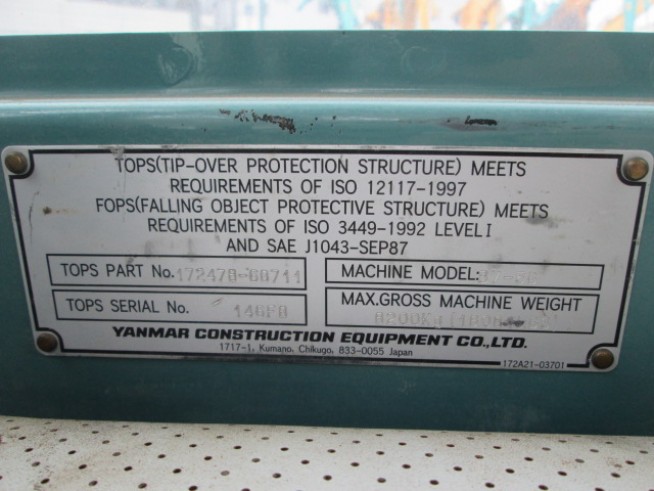 TOPS(TIP-OVER PROTECTION STRUCTURE) MEETS
REQUIREMENTS OF ISO 12117-1997
FOPS(FALLING OBJECT PROTECTIVE STRUCTURE) MEETS
REQUIREMENTS OF ISO 3449-1992 LEVEL I
AND SAE J1043-SEP87
TOPS PART No. 172478-68711
MACHINE MODEL:
TOPS SERIAL No.
MAX.GROSS MACHINE WEIGHT
YANMAR CONSTRUCTION EQUIPMENT CO.,LTD.
1717-1, Kumano, Chikugo, 833-0055 Japan
172A21-03701